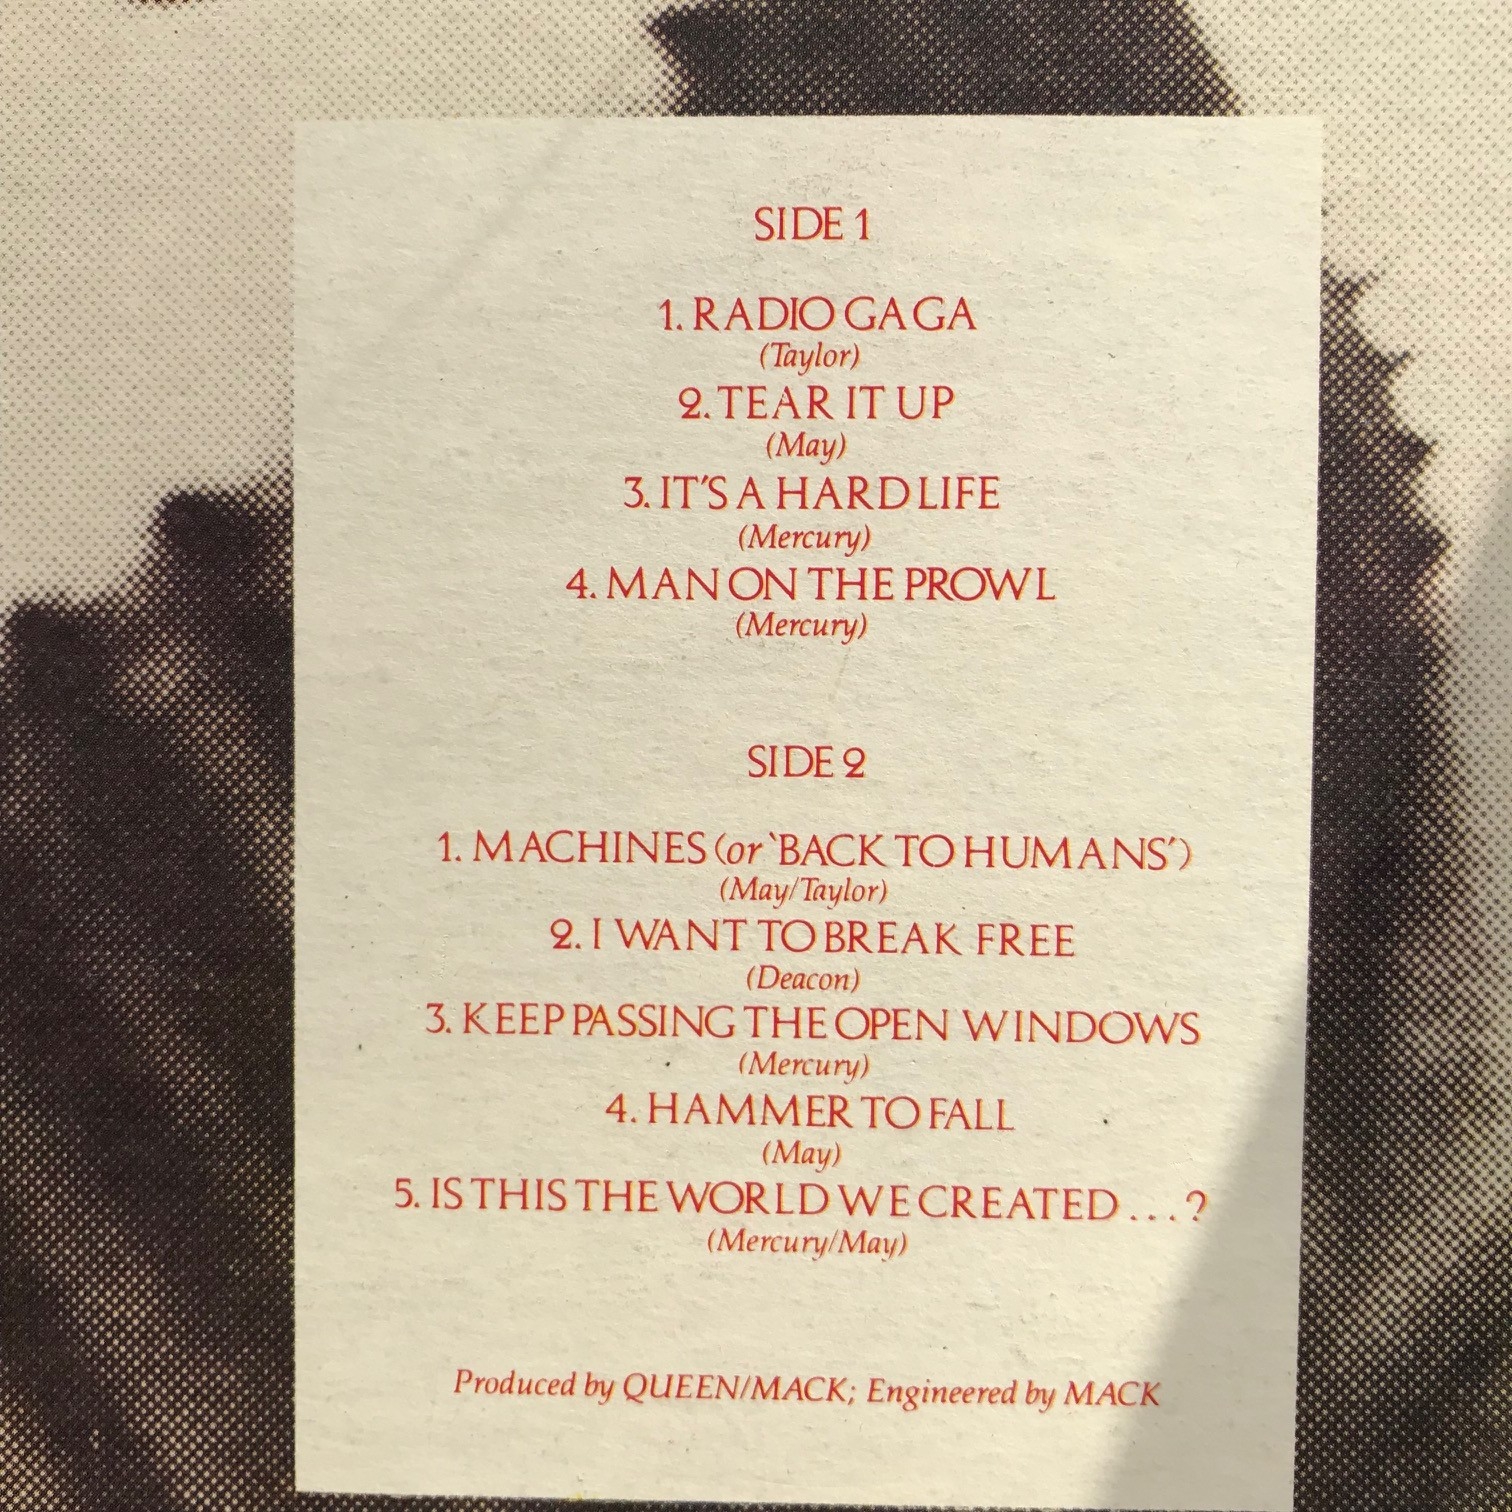 SIDE 1
1. RADIO GA GA
(Taylor)
2. TEAR IT UP
(May)
3. IT'S A HARD LIFE
(Mercury)
4. MAN ON THE PROWL
(Mercury)
SIDE 2
1. MACHINES (or ‘BACK TO HUMANS’)
(May/Taylor)
2. I WANT TO BREAK FREE
(Deacon)
3. KEEP PASSING THE OPEN WINDOWS
(Mercury)
4. HAMMER TO FALL
(May)
5. IS THIS THE WORLD WE CREATED . . . ?
(Mercury/May)
Produced by QUEEN/MACK; Engineered by MACK